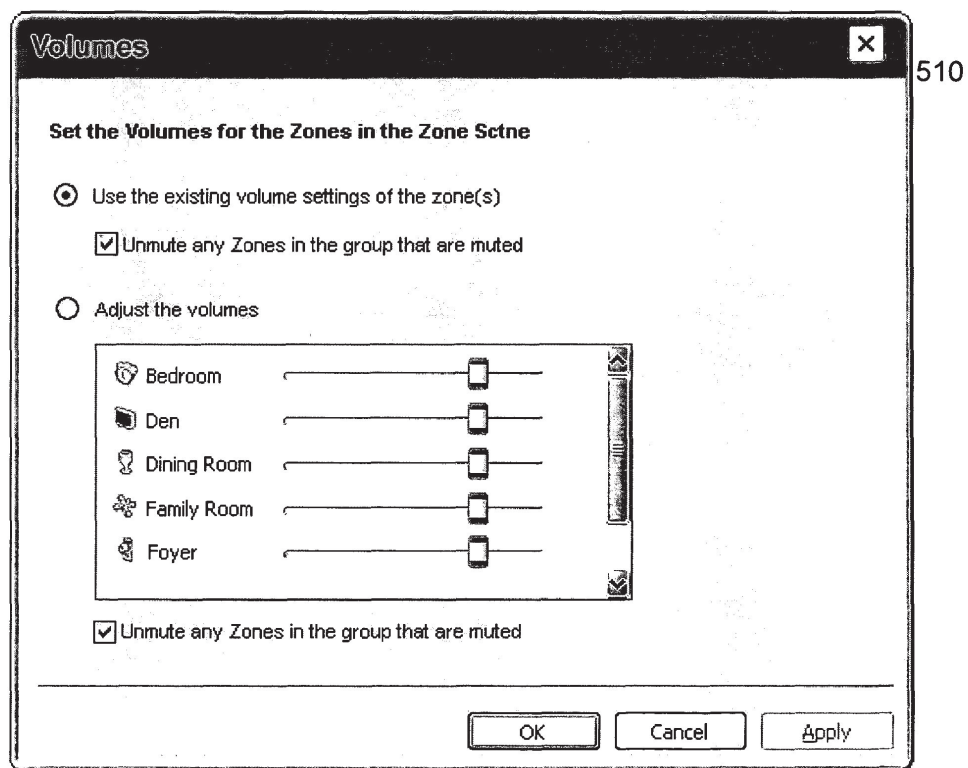 Volumes
510
Set the Volumes for the Zones in the Zone Sctne
Use the existing volume settings of the zone(s)
Unmute any Zones in the group that are muted
Adjust the volumes
Bedroom
Den
Dining Room
Family Room
Foyer
Unmute any Zones in the group that are muted
OK Cancel Apply